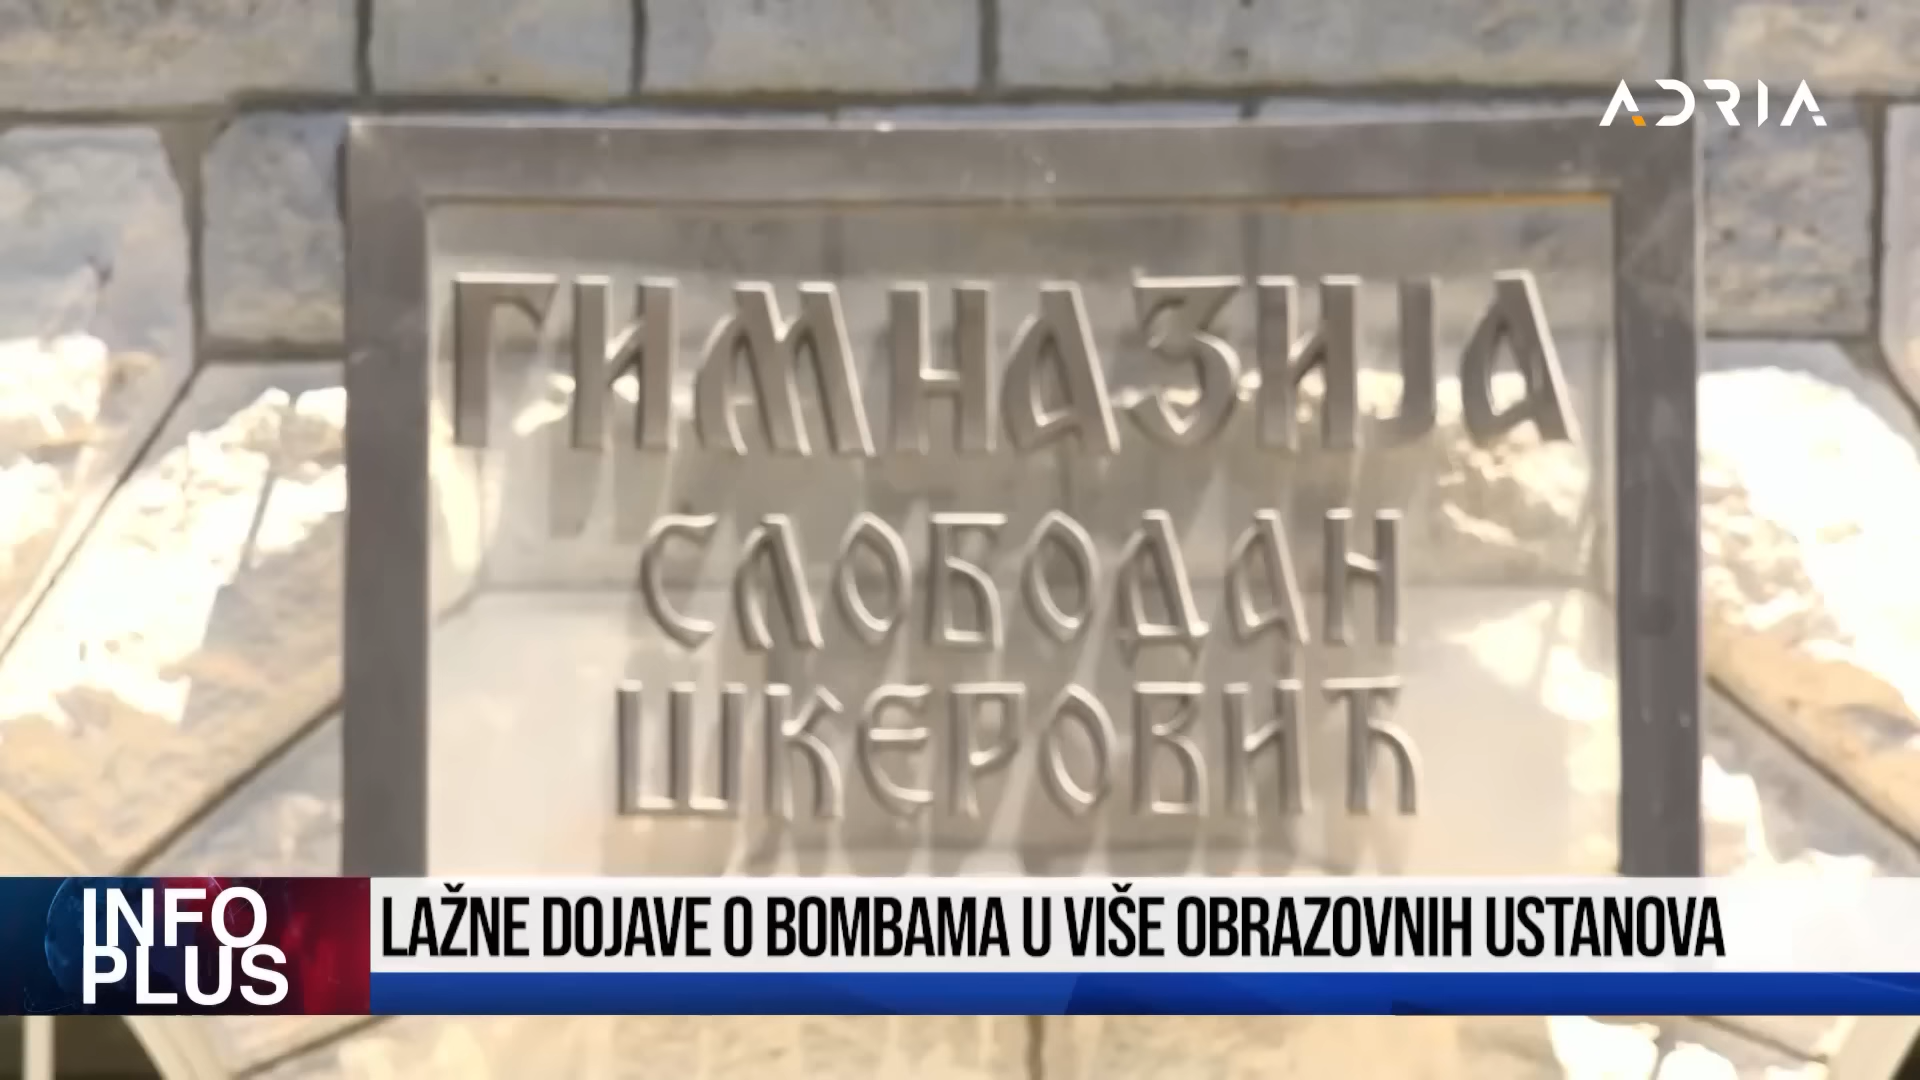 ADRIA
ГИМНАЗИЈА
СЛОБОДАН
ШКЕРОВИЋ
INFO
PLUS
LAŽNE DOJAVE O BOMBAMA U VIŠE OBRAZOVNIH USTANOVA